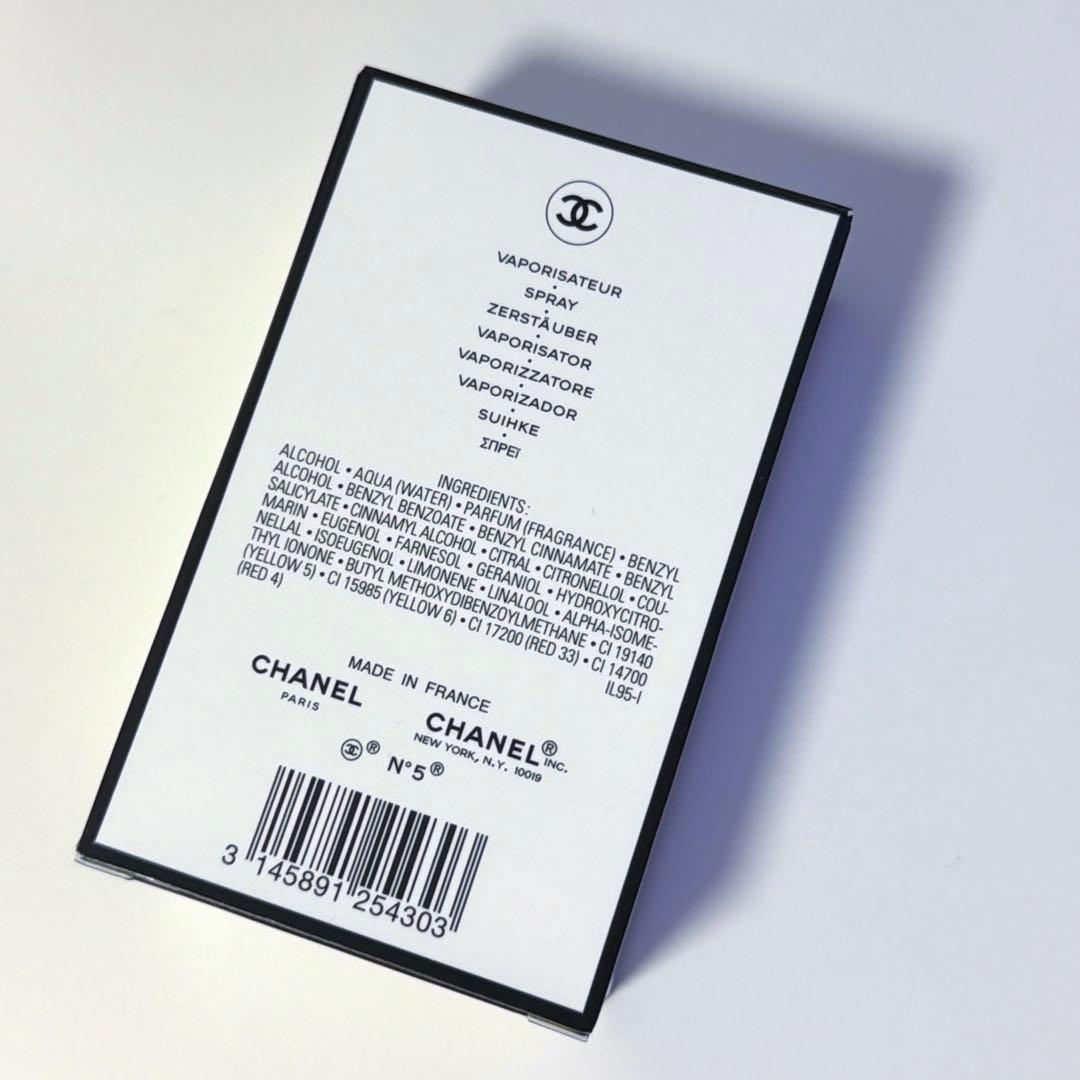 VAPORISATEUR
•
SPRAY
•
ZERSTÄUBER
•
VAPORISATOR
•
VAPORIZZATORE
•
VAPORIZADOR
•
SUIHKE
•
ΣΠΡΕΪ
INGREDIENTS:
ALCOHOL • AQUA (WATER) • PARFUM (FRAGRANCE) • BENZYL
ALCOHOL • BENZYL BENZOATE • BENZYL CINNAMATE • BENZYL
SALICYLATE • CINNAMYL ALCOHOL • CITRAL • CITRONELLOL • COU-
MARIN • EUGENOL • FARNESOL • GERANIOL • HYDROXYCITRO-
NELLAL • ISOEUGENOL • LIMONENE • LINALOOL • ALPHA-ISOME-
THYL IONONE • BUTYL METHOXYDIBENZOYLMETHANE • CI 19140
(YELLOW 5) • CI 15985 (YELLOW 6) • CI 17200 (RED 33) • CI 14700
(RED 4)
IL95-I
MADE IN FRANCE
CHANEL
PARIS
CHANEL® INC.
NEW YORK, N.Y. 10019
® N°5®
3 145891 254303